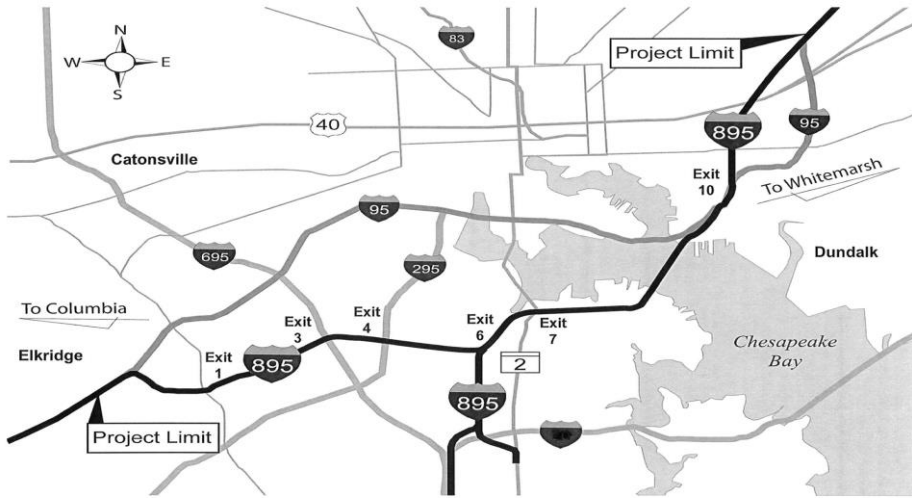 N
W E
S
83
Project Limit
40
895
95
Catonsville
Exit
10
To Whitemarsh
95
695
295
Dundalk
To Columbia
Exit
3
Exit
4
Exit
6
Exit
7
Chesapeake
Bay
Elkridge
Exit
1
895
2
895
Project Limit